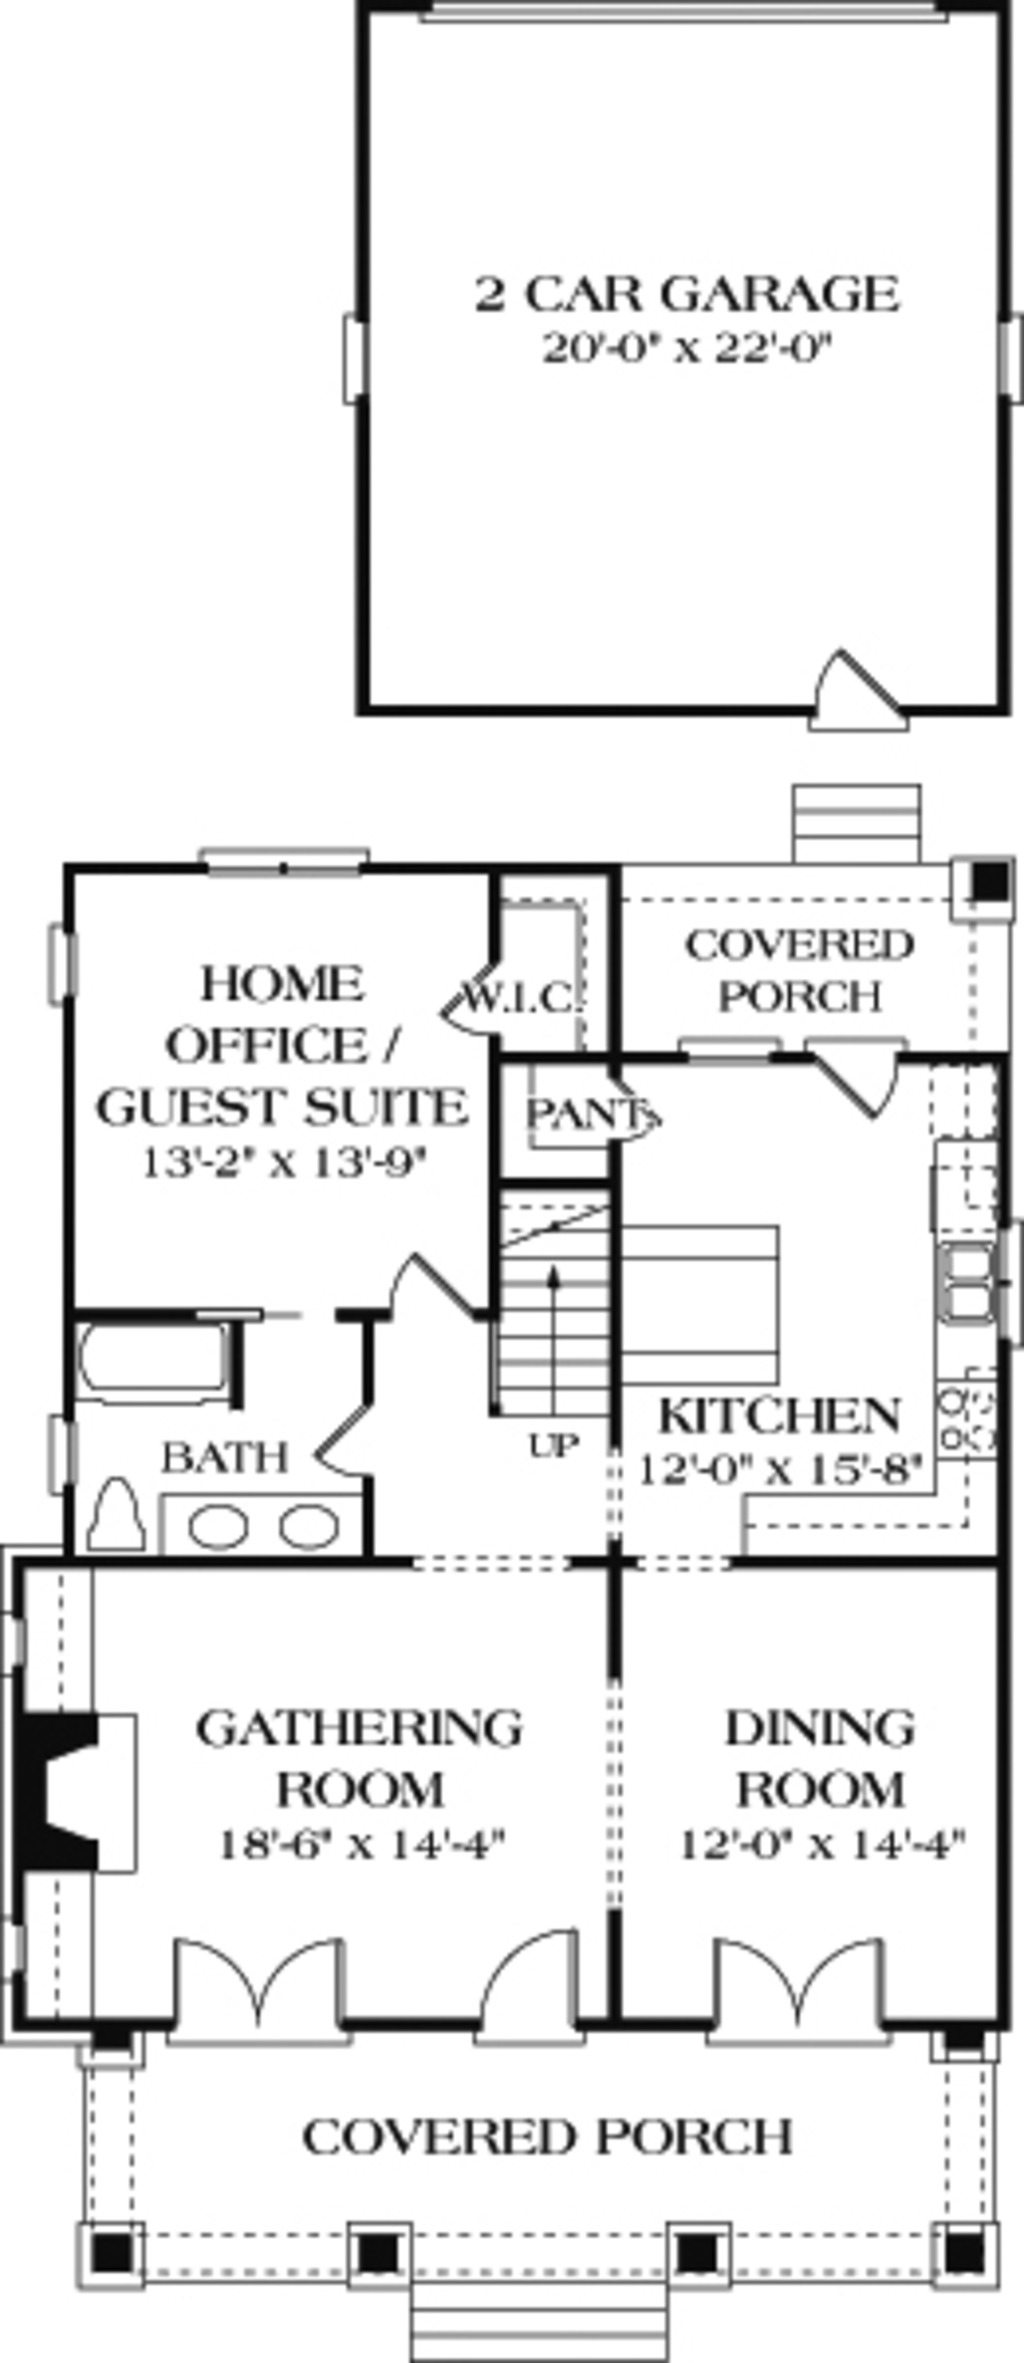 2 CAR GARAGE
20'-0" X 22'-0"
COVERED
PORCH
HOME
OFFICE /
GUEST SUITE
13'-2" X 13'-9"
W.I.C.
PANT.
UP
KITCHEN
12'-0" X 15'-8"
BATH
GATHERING
ROOM
18'-6" X 14'-4"
DINING
ROOM
12'-0" X 14'-4"
COVERED PORCH